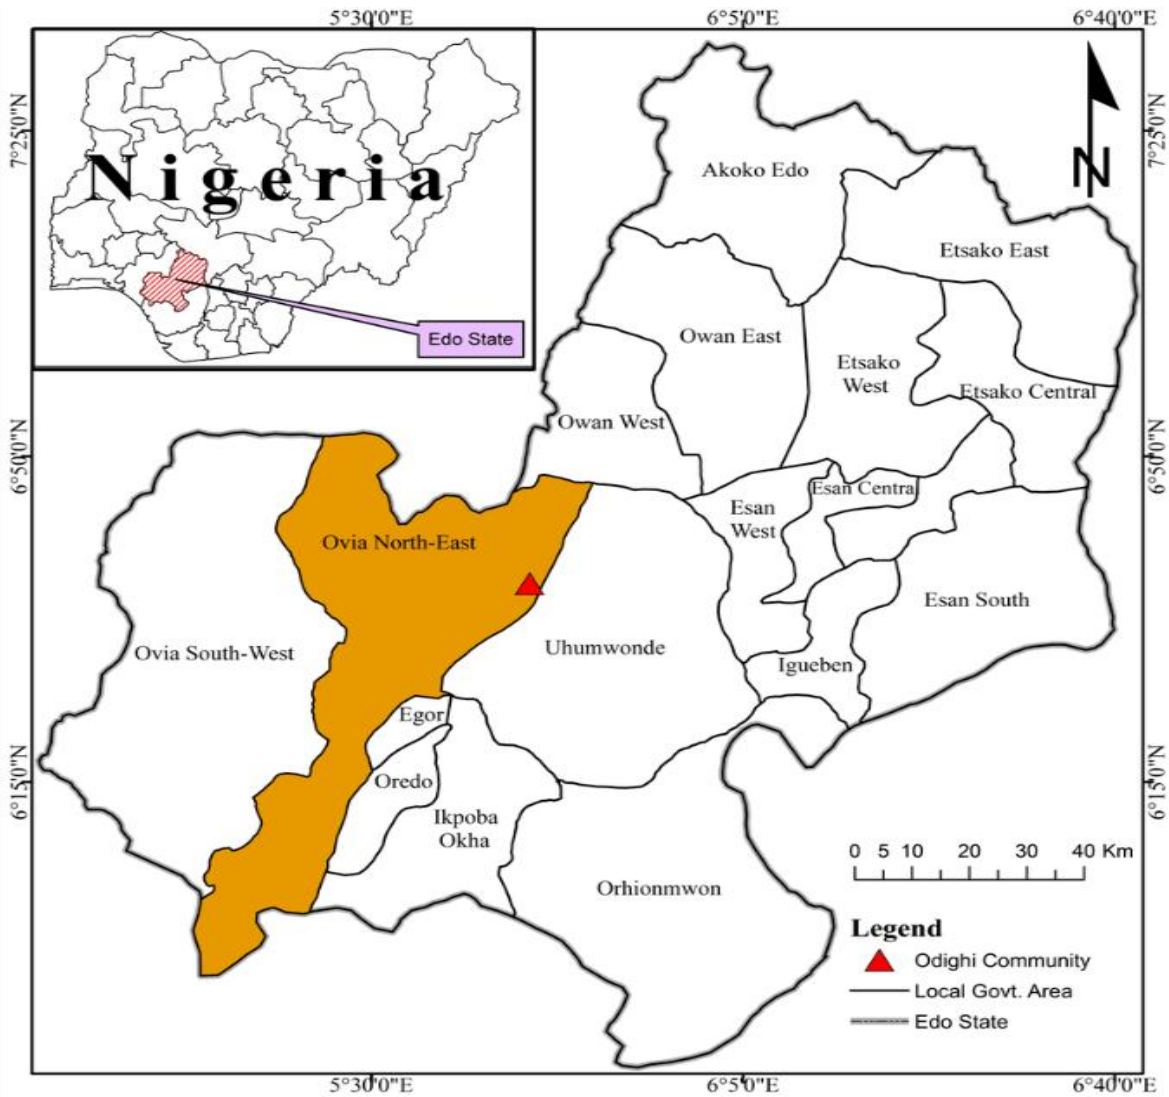 5°30'0"E 6°5'0"E 6°40'0"E
7°25'0"N
7°25'0"N
N
Nigeria
Edo State
Akoko Edo
Etsako East
Owan East
Etsako
West
Etsako Central
Owan West
6°50'0"N
6°50'0"N
Esan Central
Esan
West
Ovia North-East
Esan South
Ovia South-West
Uhumwonde
Igueben
Egor
Oredo
6°15'0"N
6°15'0"N
Ikpoba
Okha
Orhionmwon
0 5 10 20 30 40 Km
Legend
Odighi Community
Local Govt. Area
Edo State
5°30'0"E 6°5'0"E 6°40'0"E